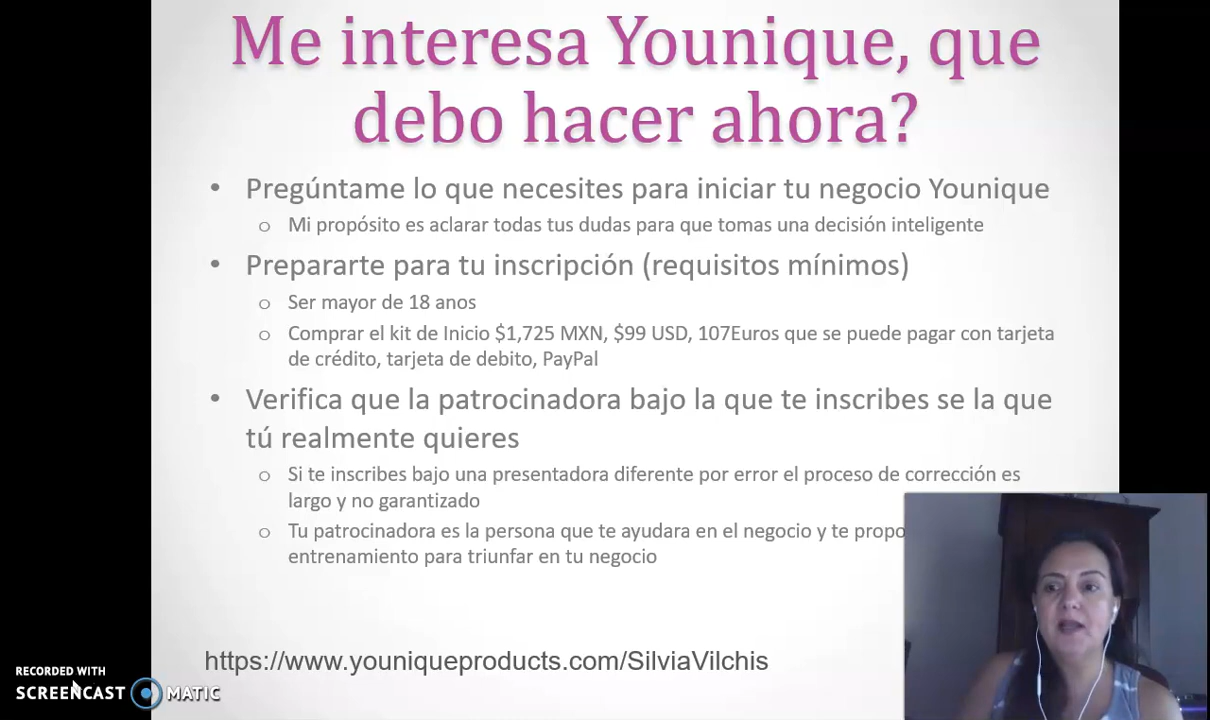 Me interesa Younique, que
debo hacer ahora?
• Pregúntame lo que necesites para iniciar tu negocio Younique
o Mi propósito es aclarar todas tus dudas para que tomas una decisión inteligente
• Prepararte para tu inscripción (requisitos mínimos)
o Ser mayor de 18 anos
o Comprar el kit de Inicio $1,725 MXN, $99 USD, 107Euros que se puede pagar con tarjeta
de crédito, tarjeta de debito, PayPal
• Verifica que la patrocinadora bajo la que te inscribes se la que
tú realmente quieres
o Si te inscribes bajo una presentadora diferente por error el proceso de corrección es
largo y no garantizado
o Tu patrocinadora es la persona que te ayudara en el negocio y te propo
entrenamiento para triunfar en tu negocio
https://www.youniqueproducts.com/SilviaVilchis
RECORDED WITH
SCREENCAST MATIC